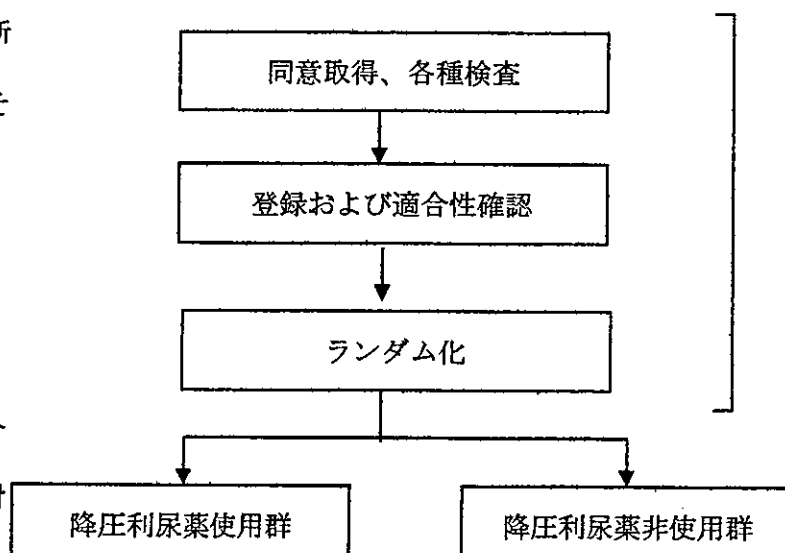 同意取得、各種検査
登録および適合性確認
ランダム化
降圧利尿薬使用群
降圧利尿薬非使用群